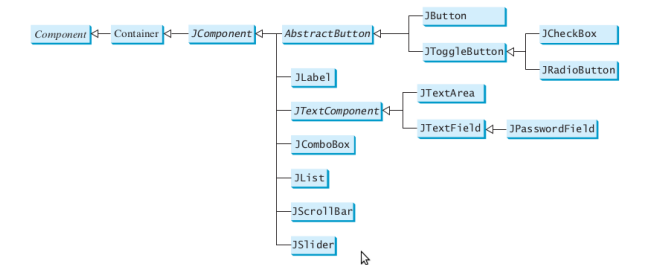 JButton
Component
Container
JComponent
AbstractButton
JCheckBox
JToggleButton
JRadioButton
JLabel
JTextArea
JTextComponent
JTextField
JPasswordField
JComboBox
JList
JScrollBar
JSlider